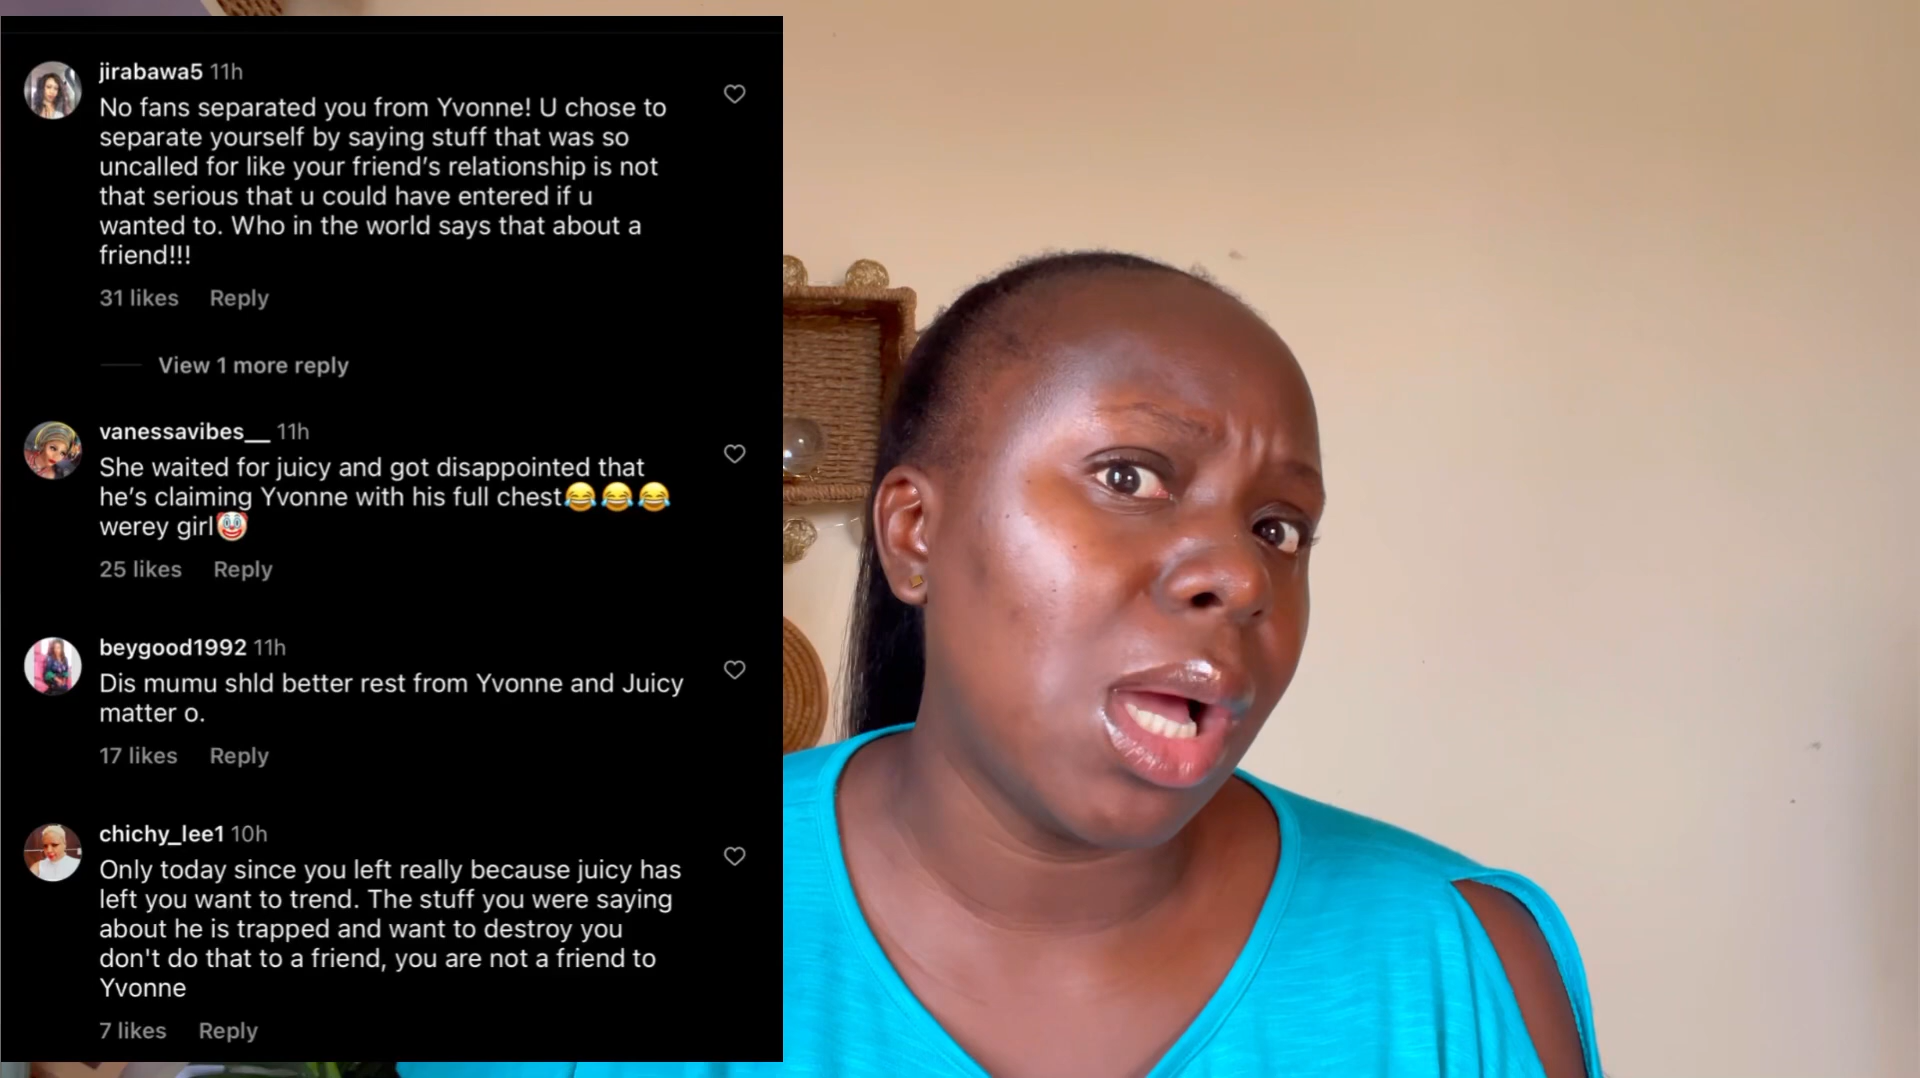 jirabawa5 11h
No fans separated you from Yvonne! U chose to
separate yourself by saying stuff that was so
uncalled for like your friend’s relationship is not
that serious that u could have entered if u
wanted to. Who in the world says that about a
friend!!!
31 likes Reply
View 1 more reply
vanessavibes__ 11h
She waited for juicy and got disappointed that
he’s claiming Yvonne with his full chest😂😂😂
werey girl🤡
25 likes Reply
beygood1992 11h
Dis mumu shld better rest from Yvonne and Juicy
matter o.
17 likes Reply
chichy_lee1 10h
Only today since you left really because juicy has
left you want to trend. The stuff you were saying
about he is trapped and want to destroy you
don't do that to a friend, you are not a friend to
Yvonne
7 likes Reply